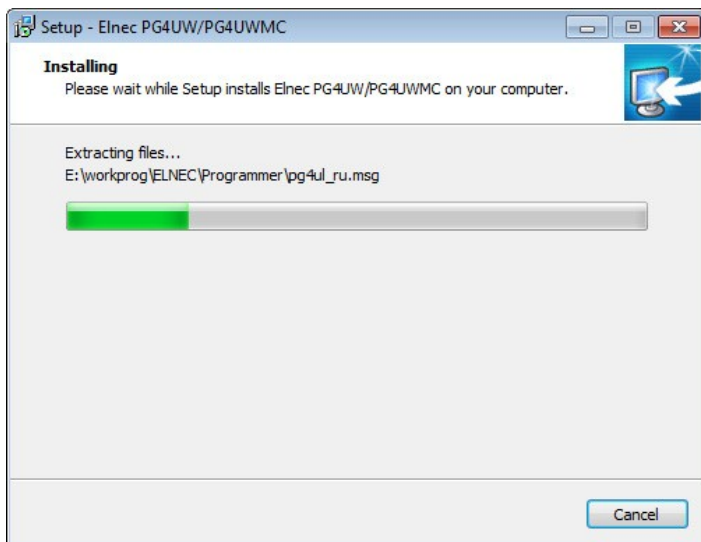 Setup - Elnec PG4UW/PG4UWMC
Installing
Please wait while Setup installs Elnec PG4UW/PG4UWMC on your computer.
Extracting files...
E:\workprog\ELNEC\Programmer\pg4ul_ru.msg
Cancel